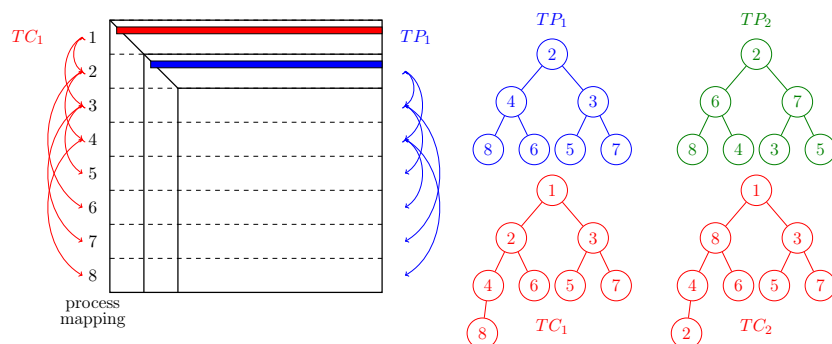 TC₁
1
2
3
4
5
6
7
8
process
mapping
TP₁
TP₁
2
4 3
8 6 5 7
TP₂
2
6 7
8 4 3 5
1
2 3
4 6 5 7
8
TC₁
1
8 3
4 6 5 7
2
TC₂